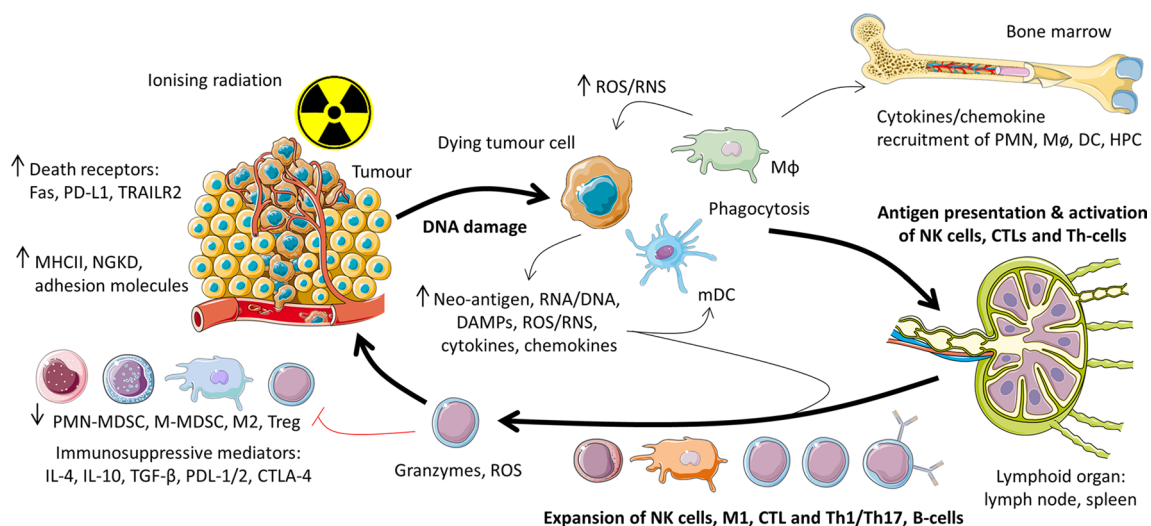 Ionising radiation
↑ Death receptors:
Fas, PD-L1, TRAILR2
Tumour
↑ MHCII, NGKD,
adhesion molecules
DNA damage
Dying tumour cell
↑ ROS/RNS
Mф
Phagocytosis
mDC
↑ Neo-antigen, RNA/DNA,
DAMPs, ROS/RNS,
cytokines, chemokines
Bone marrow
Cytokines/chemokine
recruitment of PMN, Mø, DC, HPC
Antigen presentation & activation
of NK cells, CTLs and Th-cells
Lymphoid organ:
lymph node, spleen
Expansion of NK cells, M1, CTL and Th1/Th17, B-cells
Granzymes, ROS
↓ PMN-MDSC, M-MDSC, M2, Treg
Immunosuppressive mediators:
IL-4, IL-10, TGF-β, PDL-1/2, CTLA-4